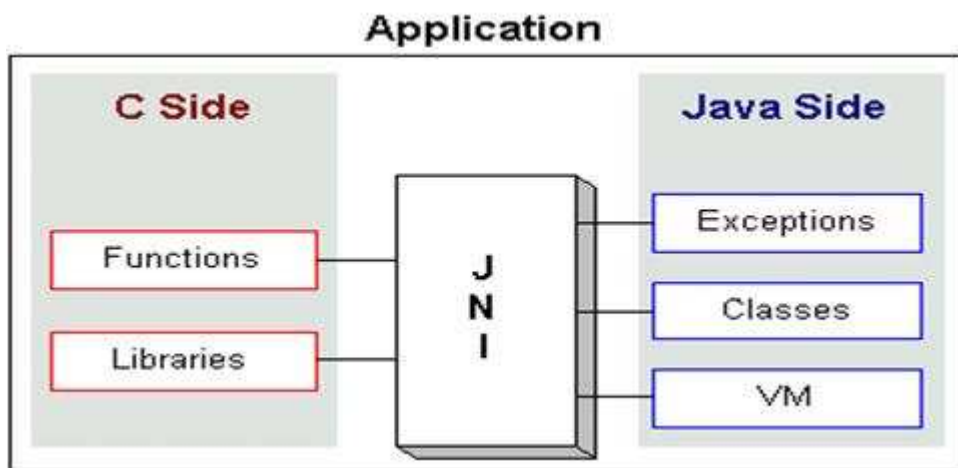 Application
C Side
Java Side
Functions
Libraries
J
N
I
Exceptions
Classes
VM